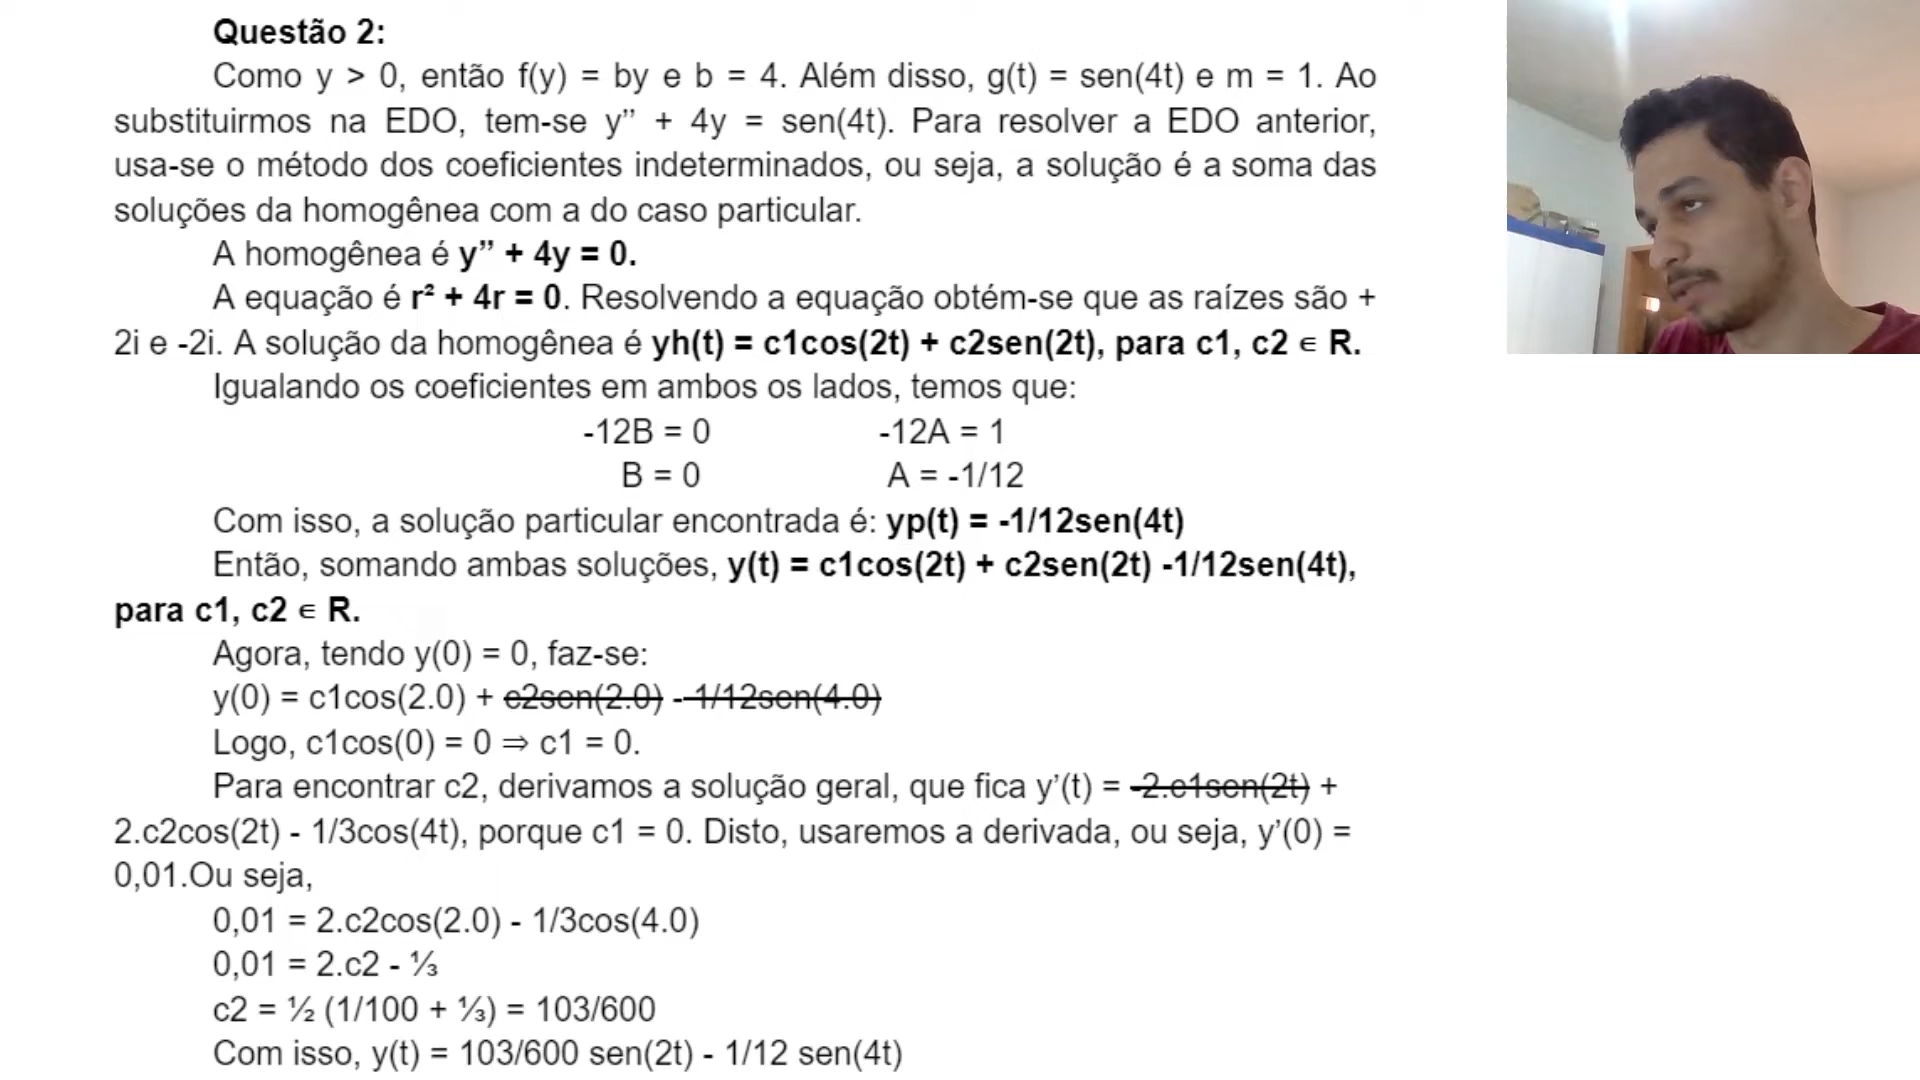 Questão 2:
Como y > 0, então f(y) = by e b = 4. Além disso, g(t) = sen(4t) e m = 1. Ao
substituirmos na EDO, tem-se y” + 4y = sen(4t). Para resolver a EDO anterior,
usa-se o método dos coeficientes indeterminados, ou seja, a solução é a soma das
soluções da homogênea com a do caso particular.
A homogênea é y” + 4y = 0.
A equação é r² + 4r = 0. Resolvendo a equação obtém-se que as raízes são +
2i e -2i. A solução da homogênea é yh(t) = c1cos(2t) + c2sen(2t), para c1, c2 ∈ R.
Igualando os coeficientes em ambos os lados, temos que:
-12B = 0 -12A = 1
B = 0 A = -1/12
Com isso, a solução particular encontrada é: yp(t) = -1/12sen(4t)
Então, somando ambas soluções, y(t) = c1cos(2t) + c2sen(2t) -1/12sen(4t),
para c1, c2 ∈ R.
Agora, tendo y(0) = 0, faz-se:
y(0) = c1cos(2.0) + c2sen(2.0) - 1/12sen(4.0)
Logo, c1cos(0) = 0 ⇒ c1 = 0.
Para encontrar c2, derivamos a solução geral, que fica y’(t) = -2.c1sen(2t) +
2.c2cos(2t) - 1/3cos(4t), porque c1 = 0. Disto, usaremos a derivada, ou seja, y’(0) =
0,01.Ou seja,
0,01 = 2.c2cos(2.0) - 1/3cos(4.0)
0,01 = 2.c2 - ⅓
c2 = ½ (1/100 + ⅓) = 103/600
Com isso, y(t) = 103/600 sen(2t) - 1/12 sen(4t)